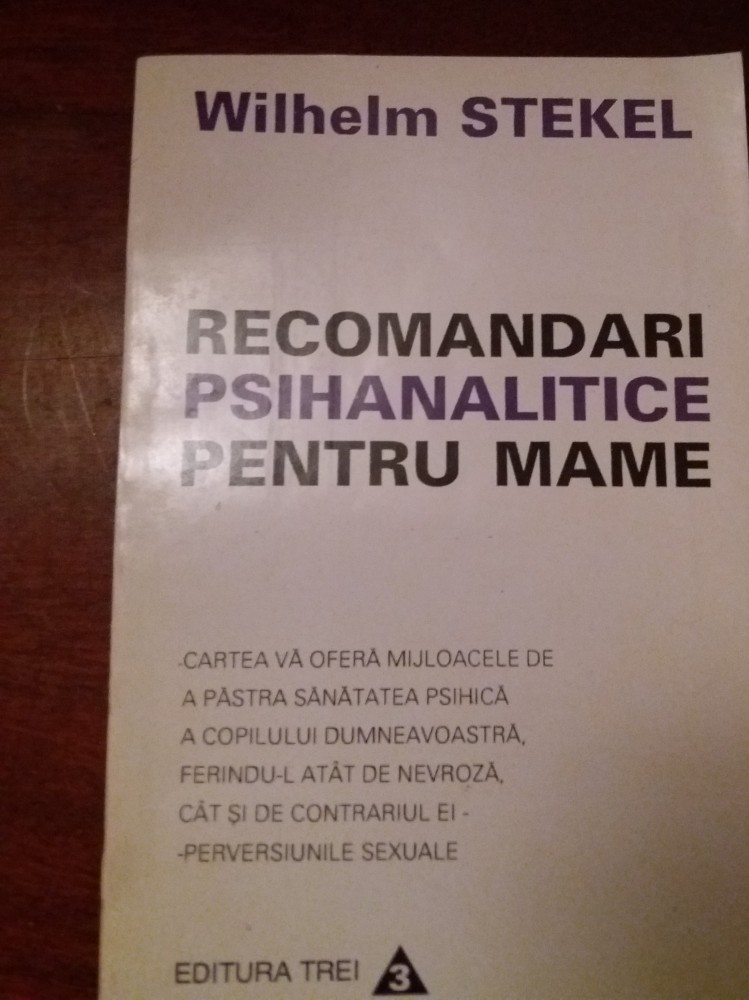 Wilhelm STEKEL
RECOMANDARI
PSIHANALITICE
PENTRU MAME
-CARTEA VĂ OFERĂ MIJLOACELE DE
A PĂSTRA SĂNĂTATEA PSIHICĂ
A COPILULUI DUMNEAVOASTRĂ,
FERINDU-L ATÂT DE NEVROZĂ,
CÂT ȘI DE CONTRARIUL EI -
-PERVERSIUNILE SEXUALE
EDITURA TREI 3